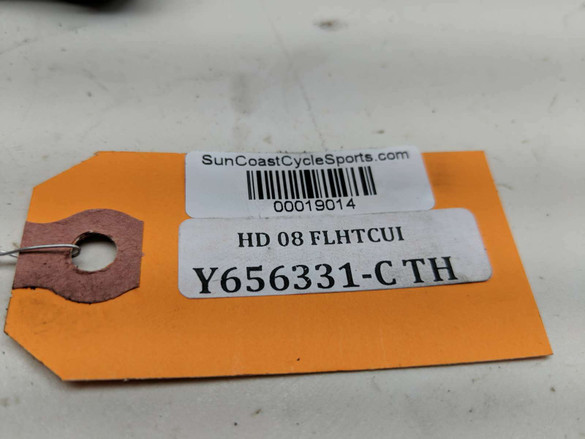 SunCoastCycleSports.com
00019014
HD 08 FLHTCUI
Y656331-C TH